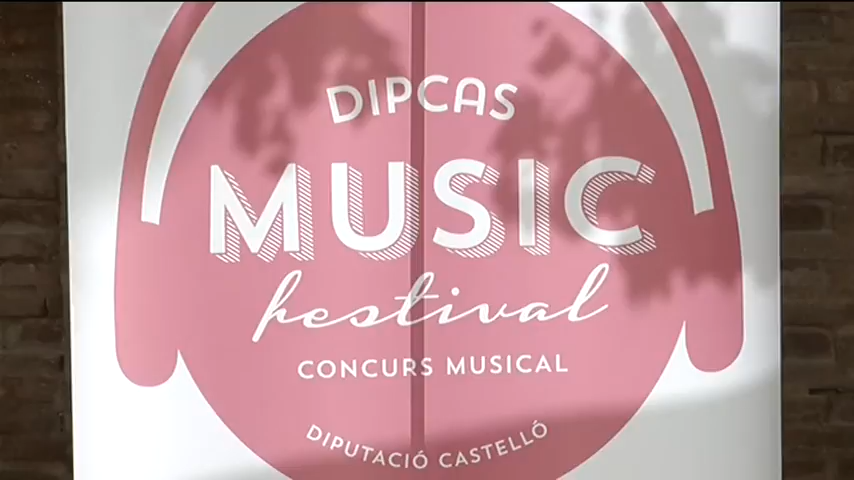 DIPCAS
MUSIC
festival
CONCURS MUSICAL
DIPUTACIÓ CASTELLÓ